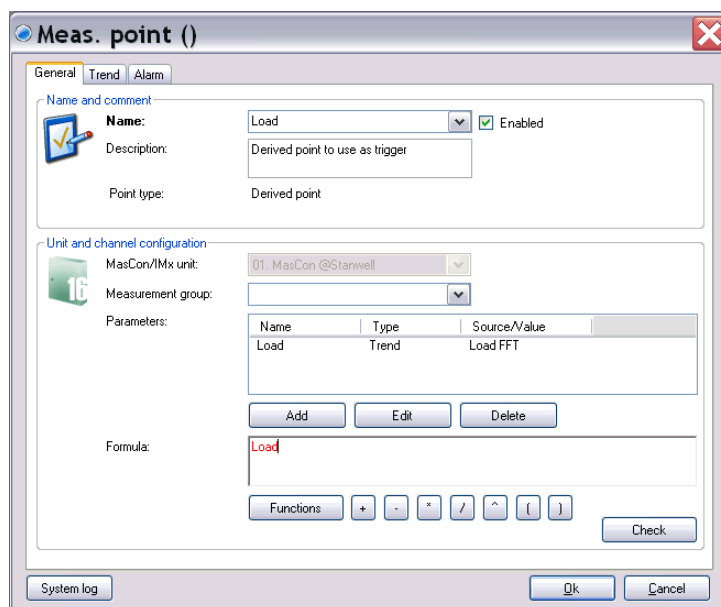 Meas. point ()
General Trend Alarm
Name and comment
Name: Load Enabled
Description: Derived point to use as trigger
Point type: Derived point
Unit and channel configuration
16
MasCon/IMx unit: 01. MasCon @Stanwell
Measurement group:
Parameters:
Name Type Source/Value
Load Trend Load FFT
Add Edit Delete
Formula: Load
Functions + - * / ^ ( )
Check
System log Ok Cancel